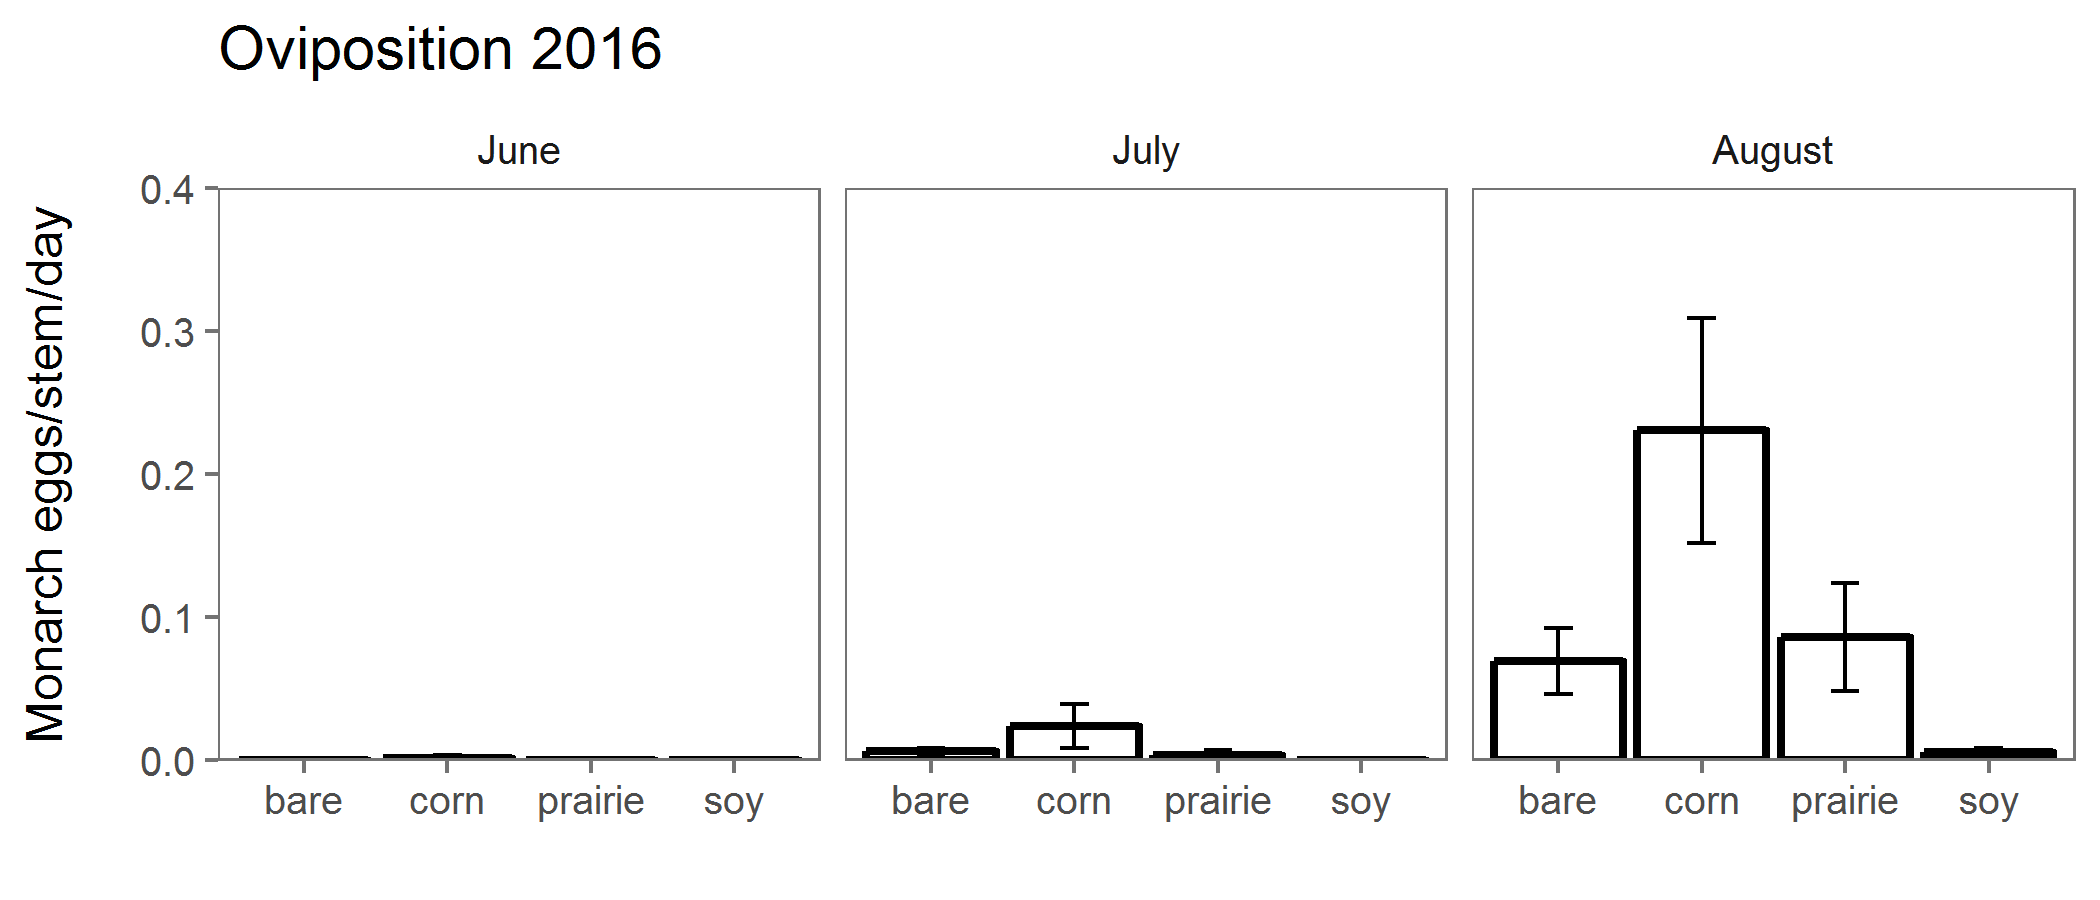 Oviposition 2016
June July August
Monarch eggs/stem/day
0.4
0.3
0.2
0.1
0.0
bare corn prairie soy bare corn prairie soy bare corn prairie soy